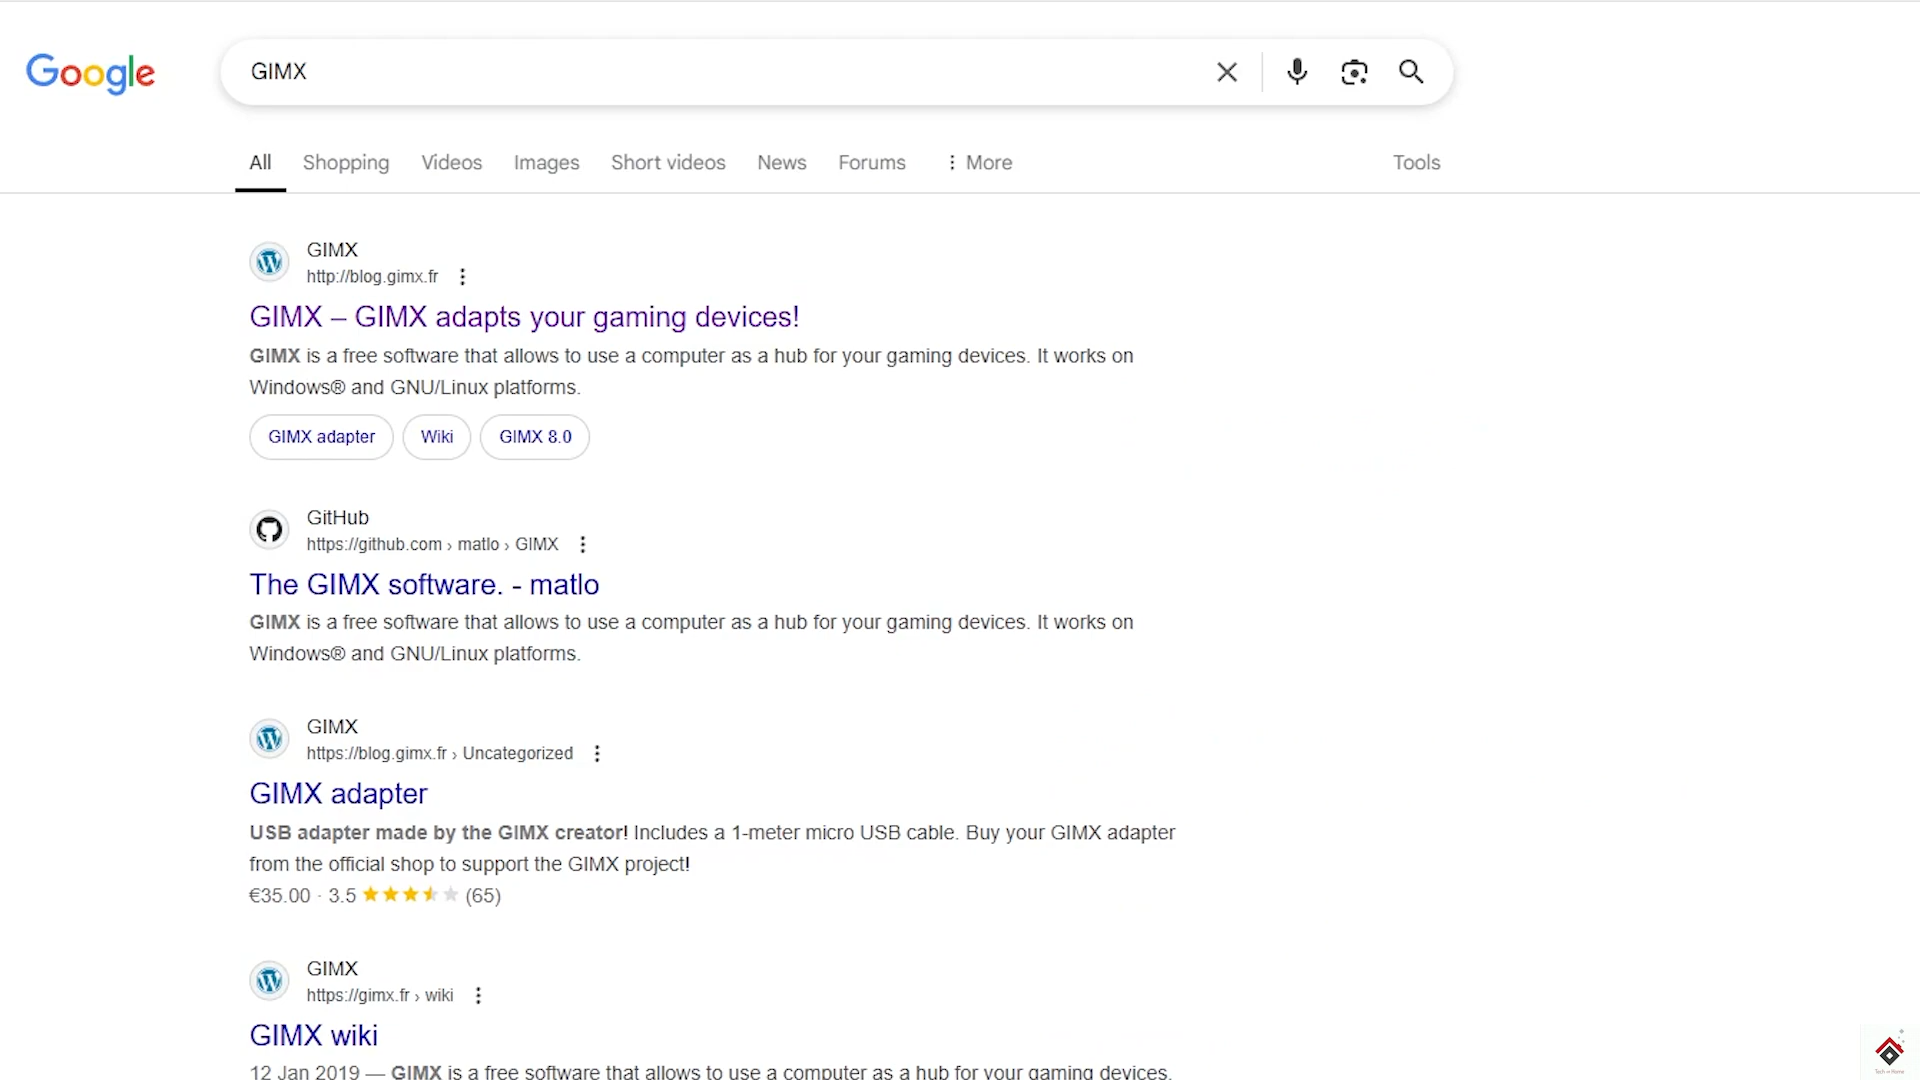 Google
GIMX
All Shopping Videos Images Short videos News Forums More Tools
GIMX
http://blog.gimx.fr
GIMX – GIMX adapts your gaming devices!
GIMX is a free software that allows to use a computer as a hub for your gaming devices. It works on
Windows® and GNU/Linux platforms.
GIMX adapter Wiki GIMX 8.0
GitHub
https://github.com › matlo › GIMX
The GIMX software. - matlo
GIMX is a free software that allows to use a computer as a hub for your gaming devices. It works on
Windows® and GNU/Linux platforms.
GIMX
https://blog.gimx.fr › Uncategorized
GIMX adapter
USB adapter made by the GIMX creator! Includes a 1-meter micro USB cable. Buy your GIMX adapter
from the official shop to support the GIMX project!
€35.00 · 3.5 (65)
GIMX
https://gimx.fr › wiki
GIMX wiki
12 Jan 2019 — GIMX is a free software that allows to use a computer as a hub for your gaming devices.
Tech in Home